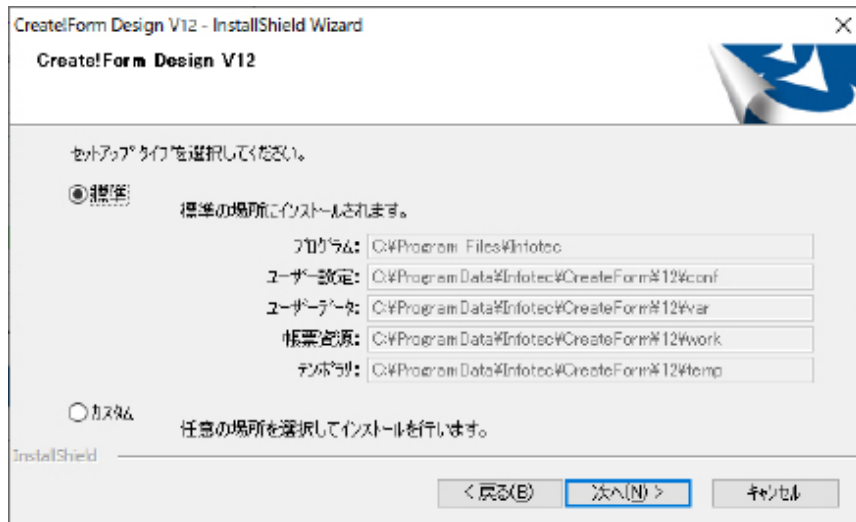 Create!Form Design V12 - InstallShield Wizard
Create!Form Design V12
セットアップ タイプを選択してください。
標準
標準の場所にインストールされます。
プログラム: C:¥Program Files¥Infotec
ユーザー設定: C:¥ProgramData¥Infotec¥CreateForm¥12¥conf
ユーザーデータ: C:¥ProgramData¥Infotec¥CreateForm¥12¥var
帳票資源: C:¥ProgramData¥Infotec¥CreateForm¥12¥work
テンポラリ: C:¥ProgramData¥Infotec¥CreateForm¥12¥temp
カスタム
任意の場所を選択してインストールを行います。
InstallShield
< 戻る(B) 次へ(N) > キャンセル